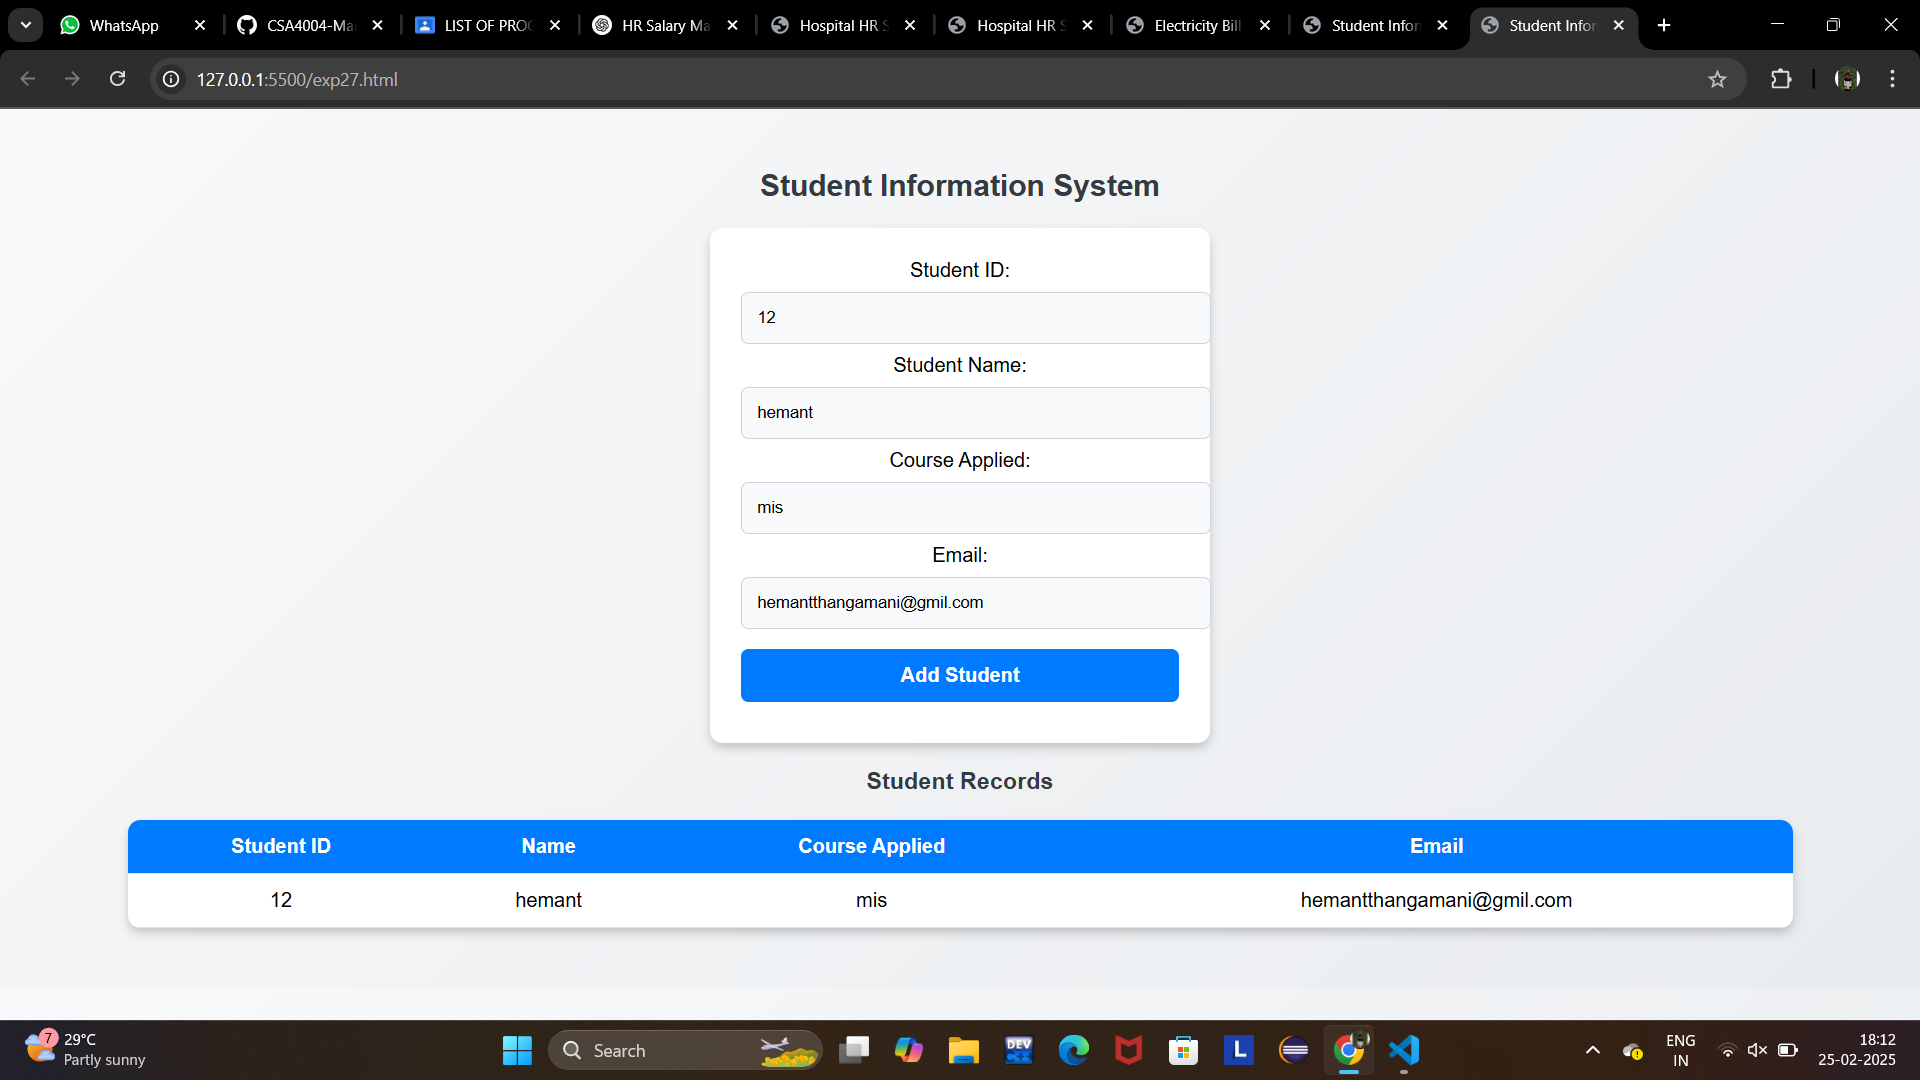 WhatsApp
CSA4004-Ma
LIST OF PRO
HR Salary Ma
Hospital HR S
Hospital HR S
Electricity Bill
Student Infor
Student Infor
127.0.0.1:5500/exp27.html
Student Information System
Student ID:
12
Student Name:
hemant
Course Applied:
mis
Email:
hemantthangamani@gmil.com
Add Student
Student Records
Student ID Name Course Applied Email
12 hemant mis hemantthangamani@gmil.com
7
29°C
Partly sunny
Search
DEV
C++
L
ENG
IN
18:12
25-02-2025